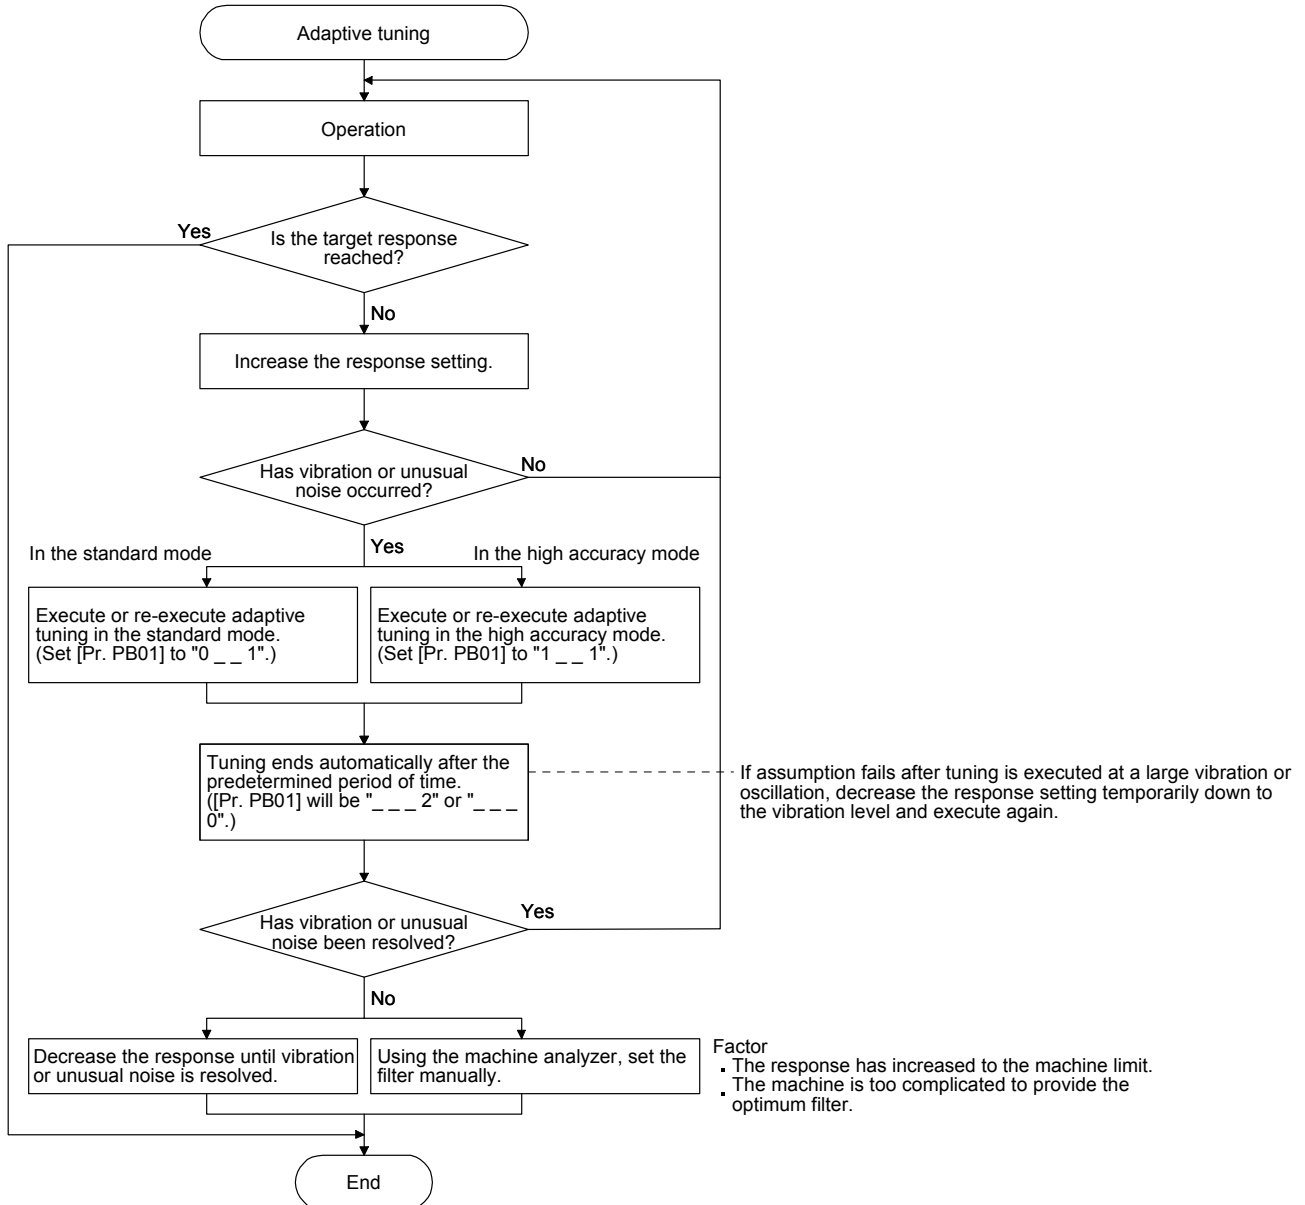 Adaptive tuning
Operation
Yes
Is the target response
reached?
No
Increase the response setting.
Has vibration or unusual
noise occurred?
No
Yes
In the standard mode
In the high accuracy mode
Execute or re-execute adaptive
tuning in the standard mode.
(Set [Pr. PB01] to "0 _ _ 1".)
Execute or re-execute adaptive
tuning in the high accuracy mode.
(Set [Pr. PB01] to "1 _ _ 1".)
Tuning ends automatically after the
predetermined period of time.
([Pr. PB01] will be "_ _ _ 2" or "_ _ _
0".)
If assumption fails after tuning is executed at a large vibration or
oscillation, decrease the response setting temporarily down to
the vibration level and execute again.
Has vibration or unusual
noise been resolved?
Yes
No
Decrease the response until vibration
or unusual noise is resolved.
Using the machine analyzer, set the
filter manually.
Factor
. The response has increased to the machine limit.
. The machine is too complicated to provide the
optimum filter.
End